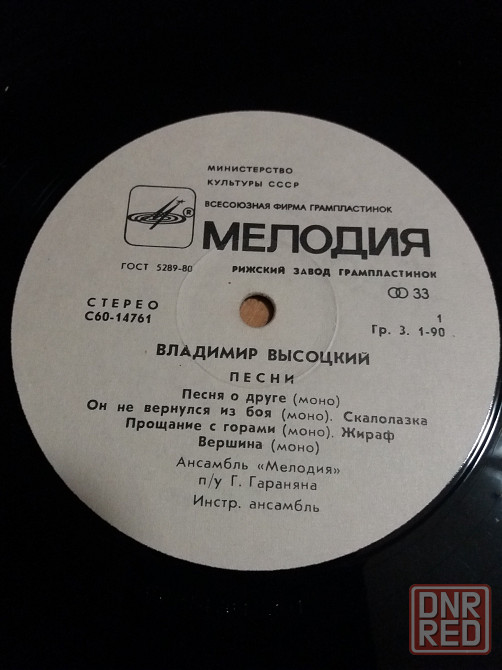 МИНИСТЕРСТВО
КУЛЬТУРЫ СССР
ВСЕСОЮЗНАЯ ФИРМА ГРАМПЛАСТИНОК
®
МЕЛОДИЯ
ГОСТ 5289-80 РИЖСКИЙ ЗАВОД ГРАМПЛАСТИНОК
СТЕРЕО 33
С60-14761 1
Гр. 3. 1-90
ВЛАДИМИР ВЫСОЦКИЙ
ПЕСНИ
Песня о друге (моно)
Он не вернулся из боя (моно). Скалолазка
Прощание с горами (моно). Жираф
Вершина (моно)
Ансамбль «Мелодия»
п/у Г. Гараняна
Инстр. ансамбль
DNR
RED